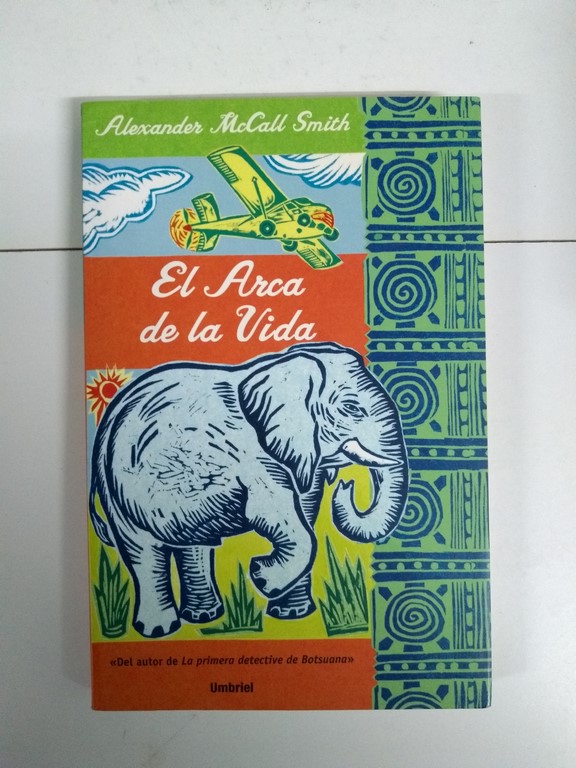 Alexander McCall Smith
El Arca
de la Vida
«Del autor de La primera detective de Botsuana»
Umbriel